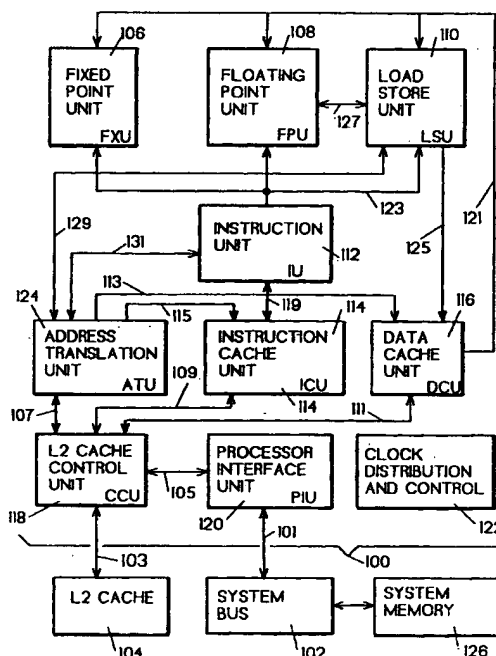 106
108
110
FIXED
POINT
UNIT
FXU
FLOATING
POINT
UNIT
FPU
LOAD
STORE
UNIT
LSU
127
123
121
129
125
131
INSTRUCTION
UNIT
IU
112
113
119
124
115
114
116
ADDRESS
TRANSLATION
UNIT
ATU
INSTRUCTION
CACHE
UNIT
ICU
DATA
CACHE
UNIT
DCU
109
114
107
111
L2 CACHE
CONTROL
UNIT
CCU
105
PROCESSOR
INTERFACE
UNIT
PIU
CLOCK
DISTRIBUTION
AND CONTROL
118
120
101
103
100
L2 CACHE
SYSTEM
BUS
SYSTEM
MEMORY
104
102
126